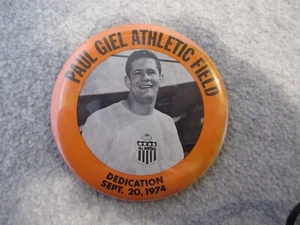 PAUL GIEL ATHLETIC FIELD
DEDICATION
SEPT. 20, 1974